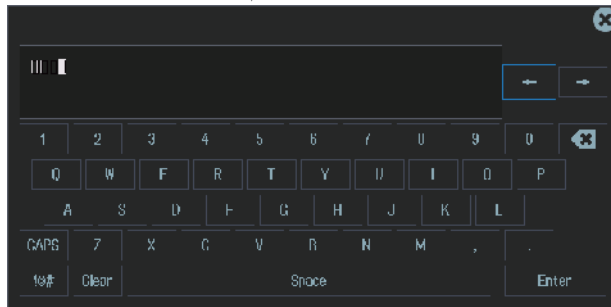 1 2 3 4 5 6 7 8 9 0
Q W E R T Y U I O P
A S D F G H J K L
CAPS Z X C V B N M , .
!@# Clear Space Enter